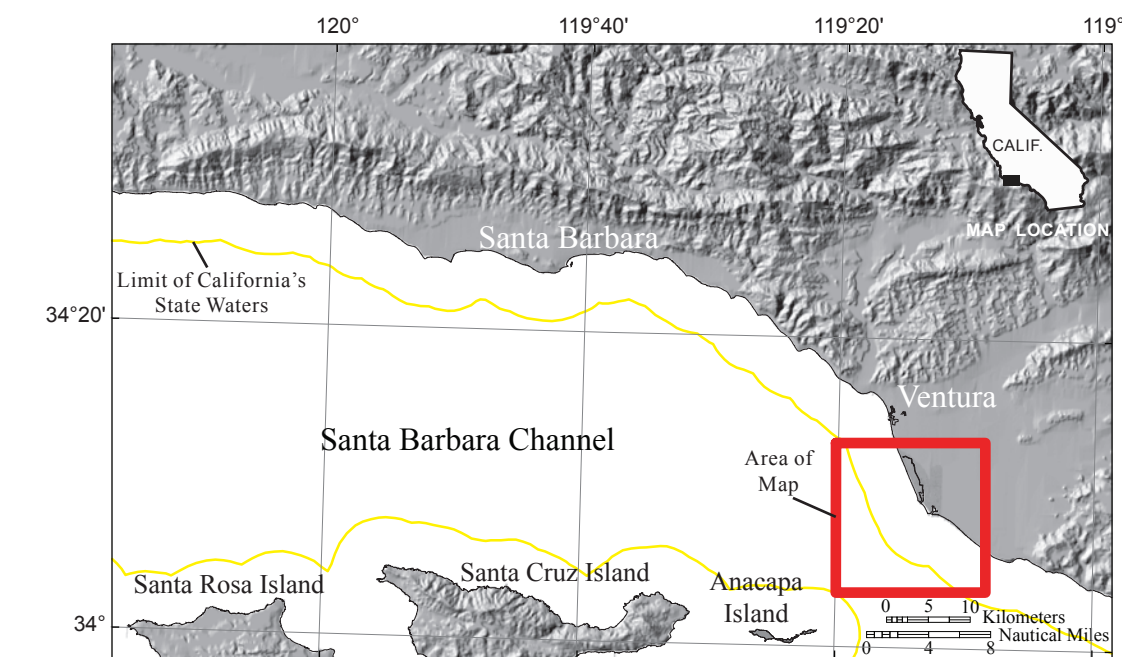 120°
119°40'
119°20'
119°
CALIF.
MAP LOCATION
Santa Barbara
Limit of California's
State Waters
34°20'
Ventura
Santa Barbara Channel
Area of
Map
Santa Rosa Island
Santa Cruz Island
Anacapa
Island
0 5 10
Kilometers
34°
Nautical Miles
0 4 8